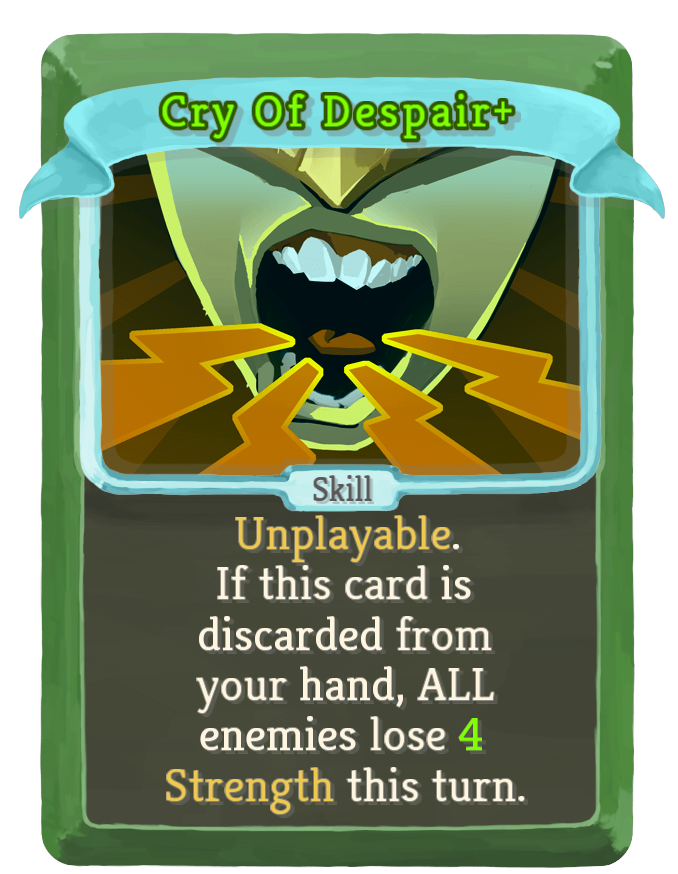 Cry Of Despair+
Skill
Unplayable.
If this card is
discarded from
your hand, ALL
enemies lose 4
Strength this turn.